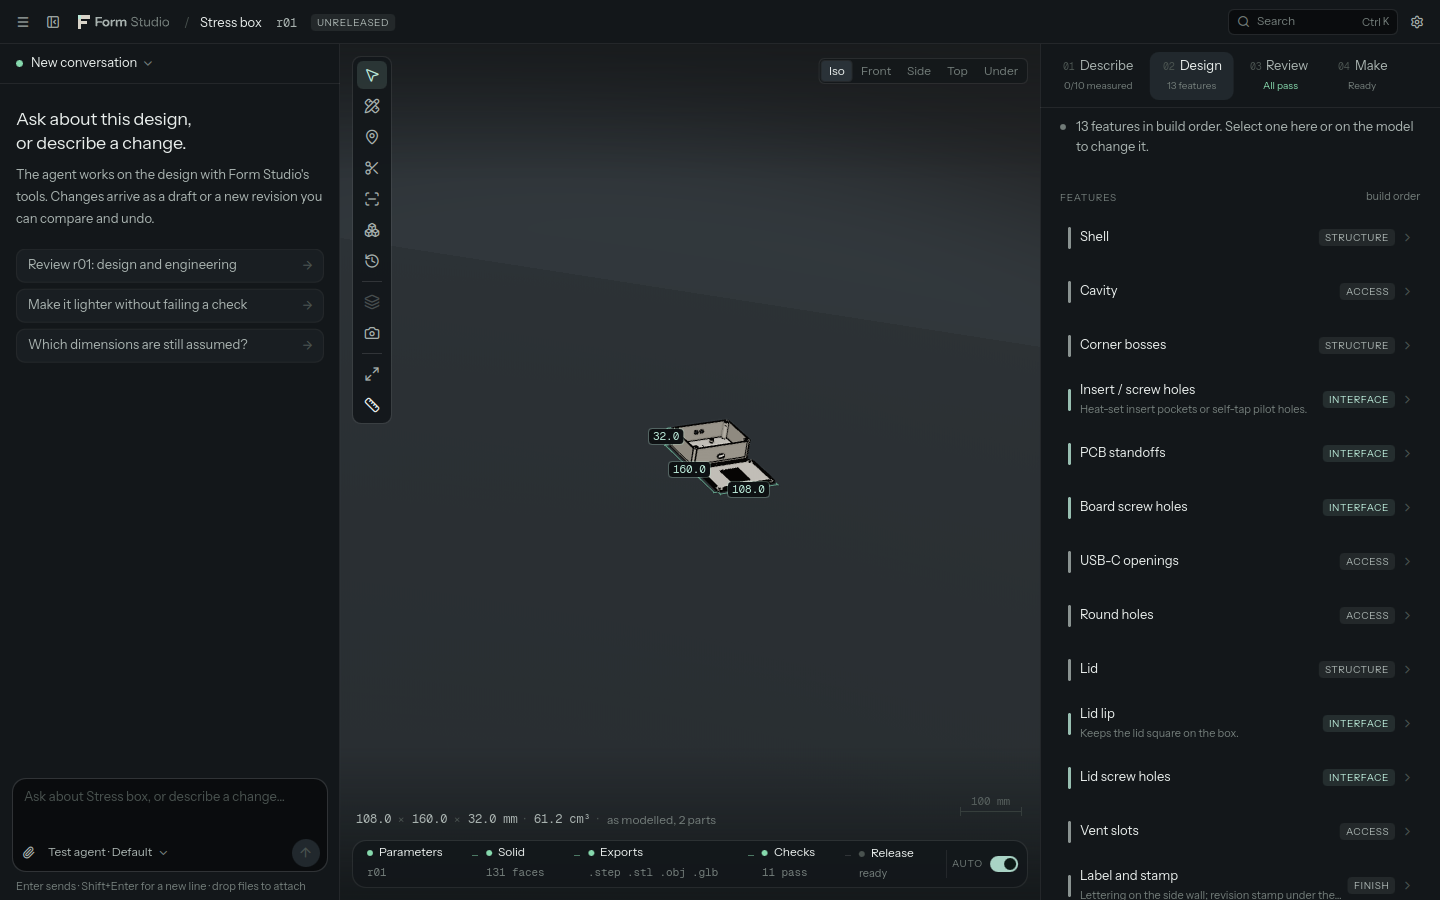 Form Studio / Stress box r01 UNRELEASED
Search Ctrl K
New conversation
Ask about this design,
or describe a change.
The agent works on the design with Form Studio's
tools. Changes arrive as a draft or a new revision you
can compare and undo.
Review r01: design and engineering
Make it lighter without failing a check
Which dimensions are still assumed?
Ask about Stress box, or describe a change...
Test agent · Default
Enter sends · Shift+Enter for a new line · drop files to attach
Iso Front Side Top Under
32.0
160.0
108.0
100 mm
108.0 × 160.0 × 32.0 mm · 61.2 cm³ · as modelled, 2 parts
Parameters
r01
Solid
131 faces
Exports
.step .stl .obj .glb
Checks
11 pass
Release
ready
AUTO
01 Describe
0/10 measured
02 Design
13 features
03 Review
All pass
04 Make
Ready
13 features in build order. Select one here or on the model
to change it.
FEATURES build order
Shell STRUCTURE
Cavity ACCESS
Corner bosses STRUCTURE
Insert / screw holes INTERFACE
Heat-set insert pockets or self-tap pilot holes.
PCB standoffs INTERFACE
Board screw holes INTERFACE
USB-C openings ACCESS
Round holes ACCESS
Lid STRUCTURE
Lid lip INTERFACE
Keeps the lid square on the box.
Lid screw holes INTERFACE
Vent slots ACCESS
Label and stamp FINISH
Lettering on the side wall; revision stamp under the...